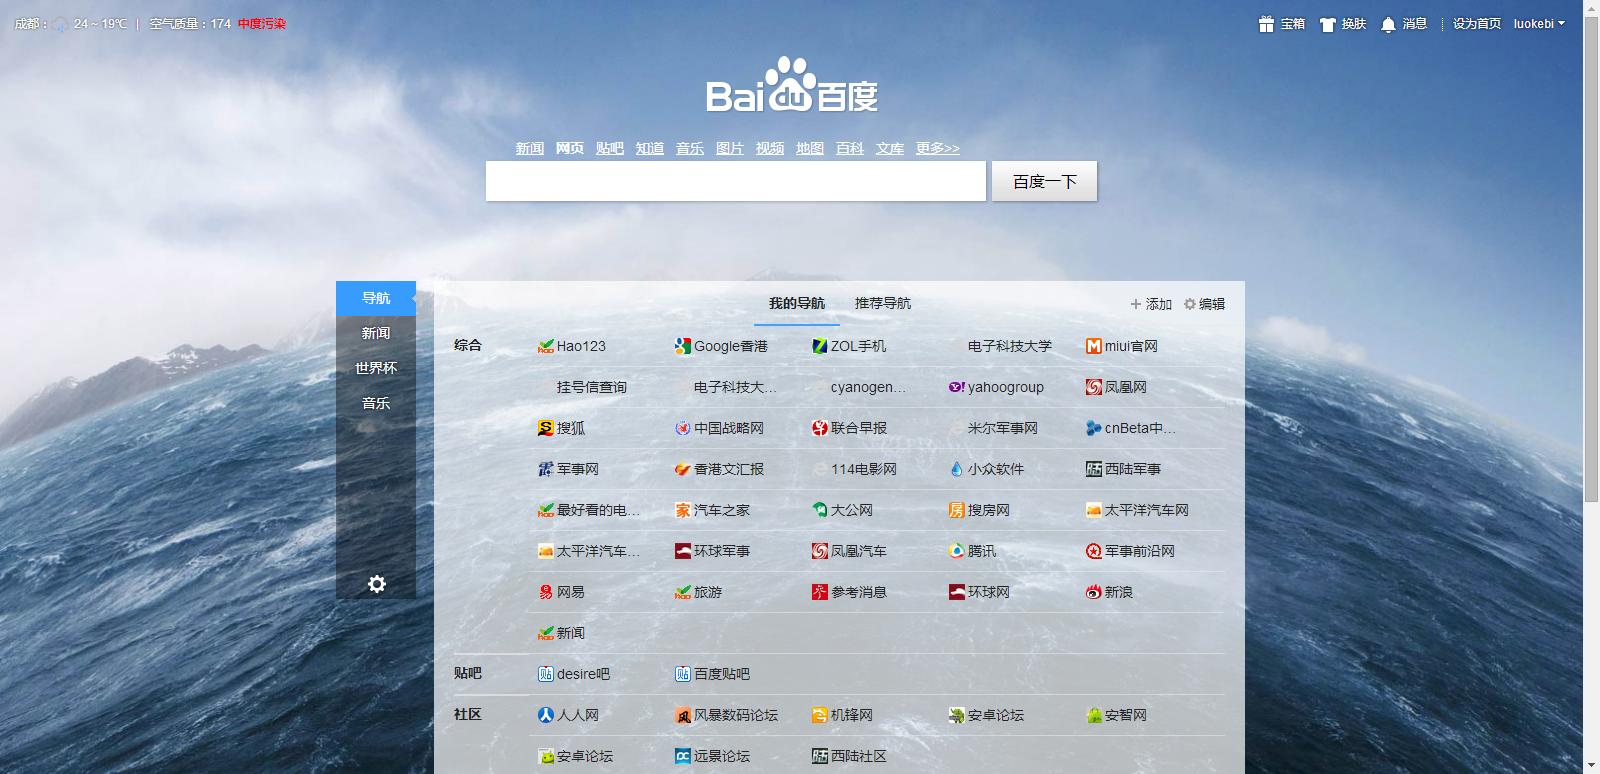 成都： 24 ~ 19℃ | 空气质量：174 中度污染
宝箱 换肤 消息 设为首页 luokebi
Bai du 百度
新闻 网页 贴吧 知道 音乐 图片 视频 地图 百科 文库 更多>>
百度一下
导航
新闻
世界杯
音乐
我的导航 推荐导航 + 添加 编辑
综合 Hao123 Google香港 ZOL手机 电子科技大学 miui官网
挂号信查询 电子科技大... cyanogen... yahoogroup 凤凰网
搜狐 中国战略网 联合早报 米尔军事网 cnBeta中...
军事网 香港文汇报 114电影网 小众软件 西陆军事
最好看的电... 汽车之家 大公网 搜房网 太平洋汽车网
太平洋汽车... 环球军事 凤凰汽车 腾讯 军事前沿网
网易 旅游 参考消息 环球网 新浪
新闻
贴吧 desire吧 百度贴吧
社区 人人网 风景数码论坛 机锋网 安卓论坛 安智网
安卓论坛 远景论坛 西陆社区